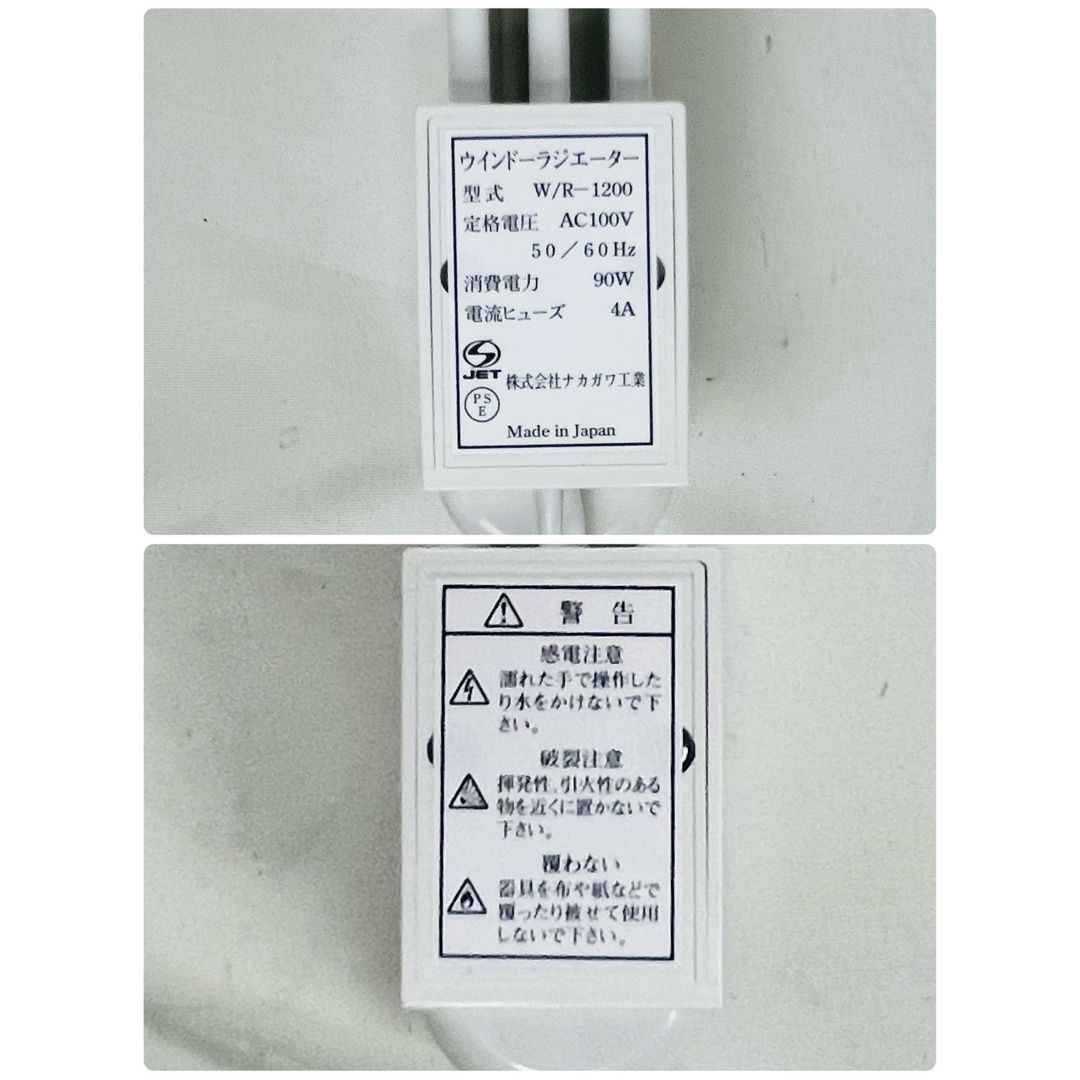 ウインドーラジエーター
型式 W/R-1200
定格電圧 AC100V
50/60Hz
消費電力 90W
電流ヒューズ 4A
JET 株式会社ナカガワ工業
PS
E
Made in Japan
警告
感電注意
濡れた手で操作した
り水をかけないで下
さい。
破裂注意
揮発性、引火性のある
物を近くに置かないで
下さい。
覆わない
器具を布や紙などで
覆ったり被せて使用
しないで下さい。